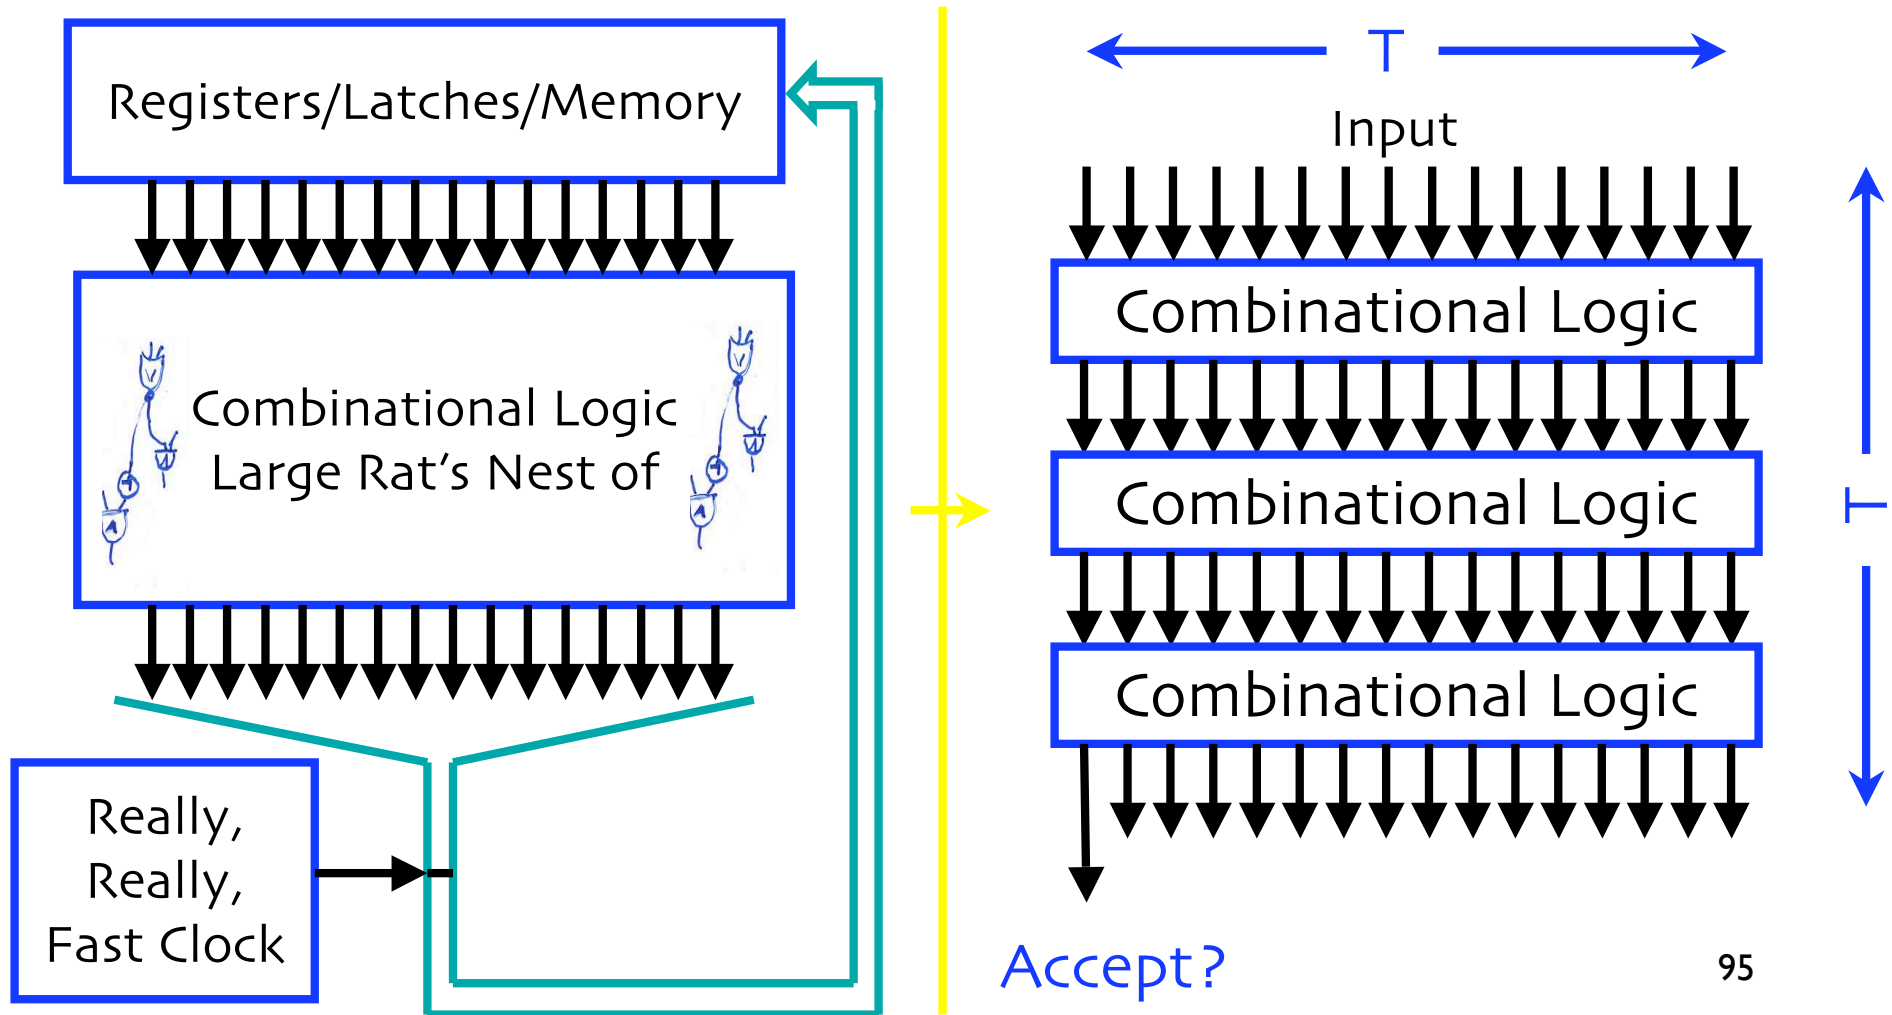 Registers/Latches/Memory
Combinational Logic
Large Rat's Nest of
Really,
Really,
Fast Clock
T
Input
Combinational Logic
Combinational Logic
Combinational Logic
T
Accept?
95